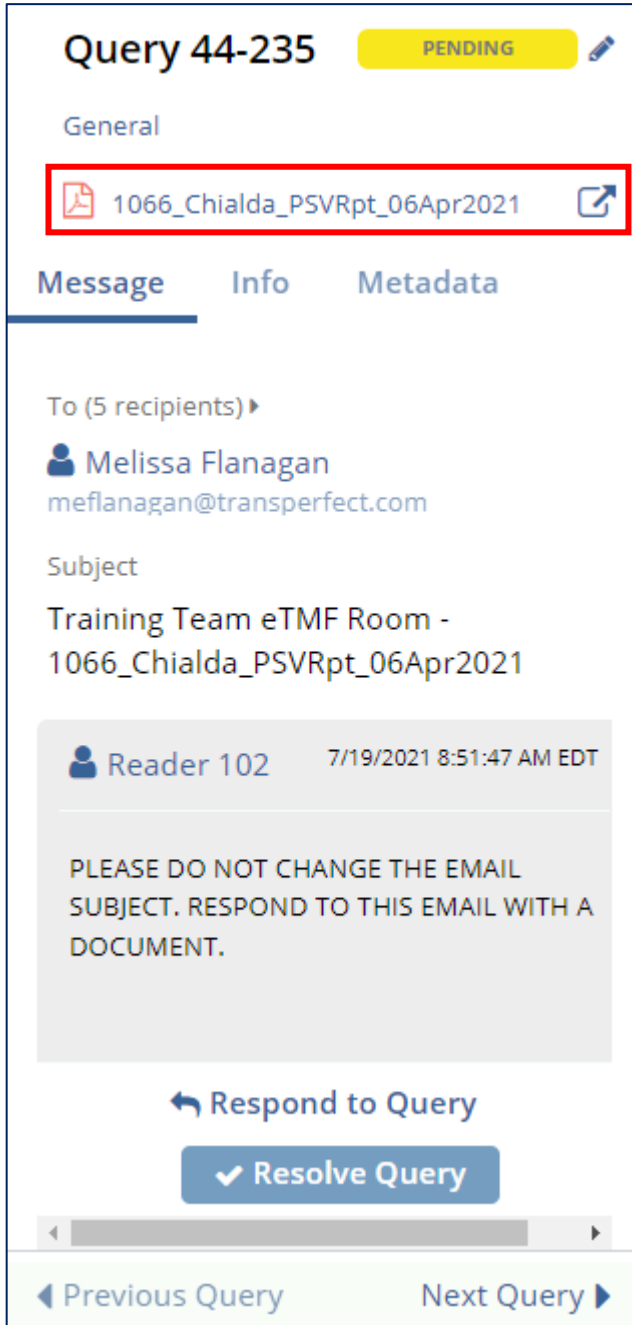 Query 44-235 PENDING
General
1066_Chialda_PSVRpt_06Apr2021
Message Info Metadata
To (5 recipients)
Melissa Flanagan
meflanagan@transperfect.com
Subject
Training Team eTMF Room -
1066_Chialda_PSVRpt_06Apr2021
Reader 102 7/19/2021 8:51:47 AM EDT
PLEASE DO NOT CHANGE THE EMAIL
SUBJECT. RESPOND TO THIS EMAIL WITH A
DOCUMENT.
Respond to Query
Resolve Query
Previous Query Next Query